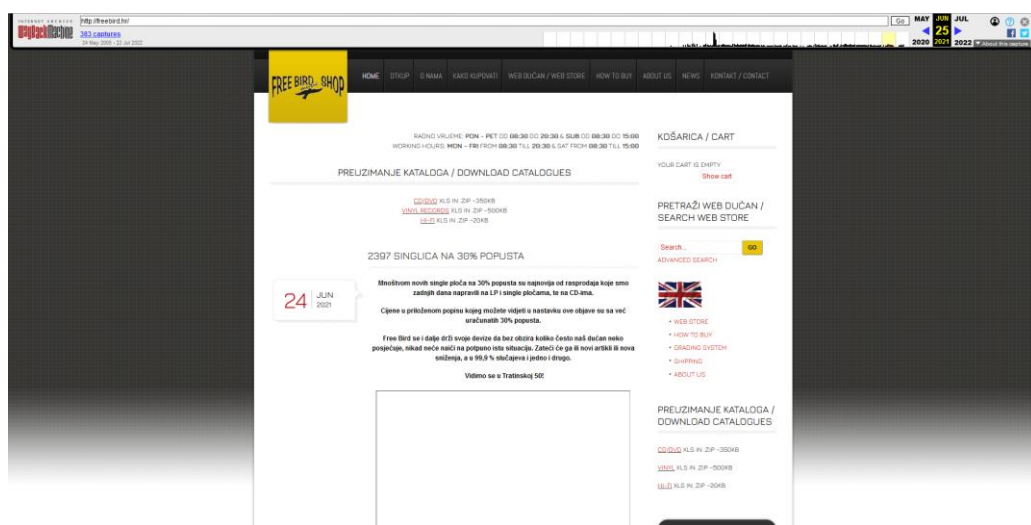 INTERNET ARCHIVE
WayBackMachine
http://freebird.hr/
Go
383 captures
24 May 2005 - 22 Jul 2022
MAY JUN JUL
25
2020 2021 2022
About this capture
FREE BIRD SHOP
HOME OTKUP O NAMA KAKO KUPOVATI WEB DUĆAN / WEB STORE HOW TO BUY ABOUT US NEWS KONTAKT / CONTACT
RADNO VRIJEME: PON - PET OD 08:30 DO 20:30 & SUB OD 08:30 DO 15:00
WORKING HOURS: MON - FRI FROM 08:30 TILL 20:30 & SAT FROM 08:30 TILL 15:00
PREUZIMANJE KATALOGA / DOWNLOAD CATALOGUES
CD/DVD XLS IN .ZIP ~350KB
VINYL RECORDS XLS IN .ZIP ~500KB
HI-FI XLS IN .ZIP ~20KB
2397 SINGLICA NA 30% POPUSTA
24 JUN
2021
Mnoštvom novih single ploča na 30% popusta su najnovija od rasprodaja koje smo
zadnjih dana napravili na LP i single pločama, te na CD-ima.
Cijene u priloženom popisu kojeg možete vidjeti u nastavku ove objave su sa već
uračunatih 30% popusta.
Free Bird se i dalje drži svoje devize da bez obzira koliko često naš dućan neko
posjećuje, nikad neće naići na potpuno istu situaciju. Zateći će ga ili novi artikli ili nova
sniženja, a u 99,9 % slučajeva i jedno i drugo.
Vidimo se u Tratinskoj 50!
KOŠARICA / CART
YOUR CART IS EMPTY
Show cart
PRETRAŽI WEB DUĆAN /
SEARCH WEB STORE
Search...
GO
ADVANCED SEARCH
WEB STORE
HOW TO BUY
GRADING SYSTEM
SHIPPING
ABOUT US
PREUZIMANJE KATALOGA /
DOWNLOAD CATALOGUES
CD/DVD XLS IN .ZIP ~350KB
VINYL XLS IN .ZIP ~500KB
HI-FI XLS IN .ZIP ~20KB